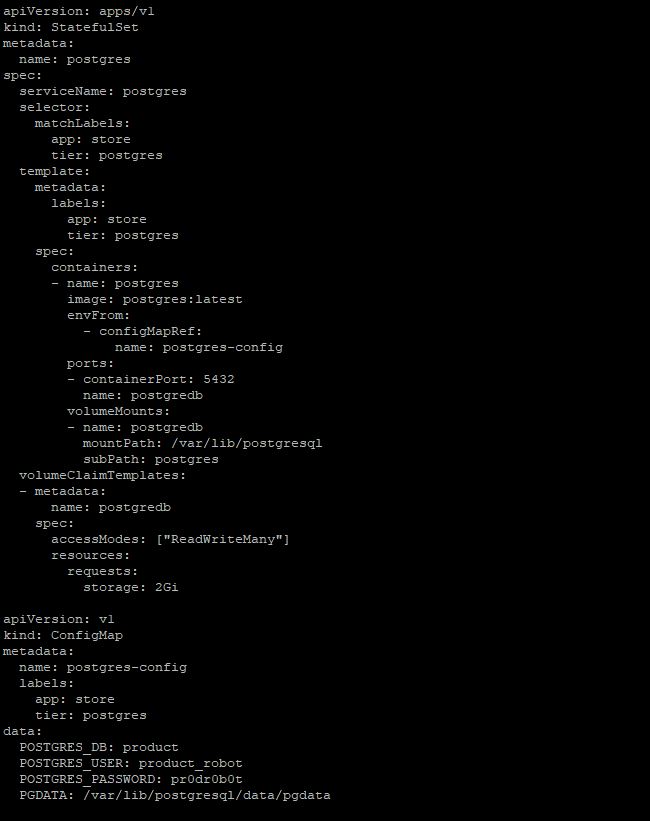 apiVersion: apps/v1
kind: StatefulSet
metadata:
  name: postgres
spec:
  serviceName: postgres
  selector:
    matchLabels:
      app: store
      tier: postgres
  template:
    metadata:
      labels:
        app: store
        tier: postgres
    spec:
      containers:
      - name: postgres
        image: postgres:latest
        envFrom:
          - configMapRef:
              name: postgres-config
        ports:
        - containerPort: 5432
          name: postgredb
        volumeMounts:
        - name: postgredb
          mountPath: /var/lib/postgresql
          subPath: postgres
  volumeClaimTemplates:
  - metadata:
      name: postgredb
    spec:
      accessModes: ["ReadWriteMany"]
      resources:
        requests:
          storage: 2Gi

apiVersion: v1
kind: ConfigMap
metadata:
  name: postgres-config
  labels:
    app: store
    tier: postgres
data:
  POSTGRES_DB: product
  POSTGRES_USER: product_robot
  POSTGRES_PASSWORD: pr0dr0b0t
  PGDATA: /var/lib/postgresql/data/pgdata